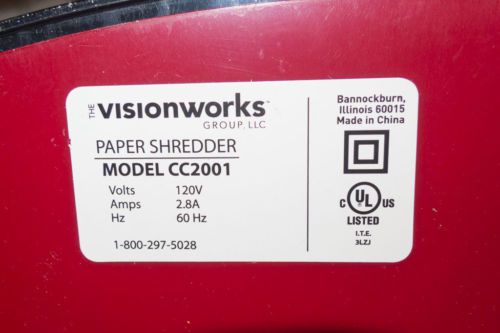 THE VISIONWORKS
GROUP, LLC
PAPER SHREDDER
MODEL CC2001
Volts 120V
Amps 2.8A
Hz 60 Hz
1-800-297-5028
Bannockburn,
Illinois 60015
Made in China
C UL US
LISTED
I.T.E.
3LZJ